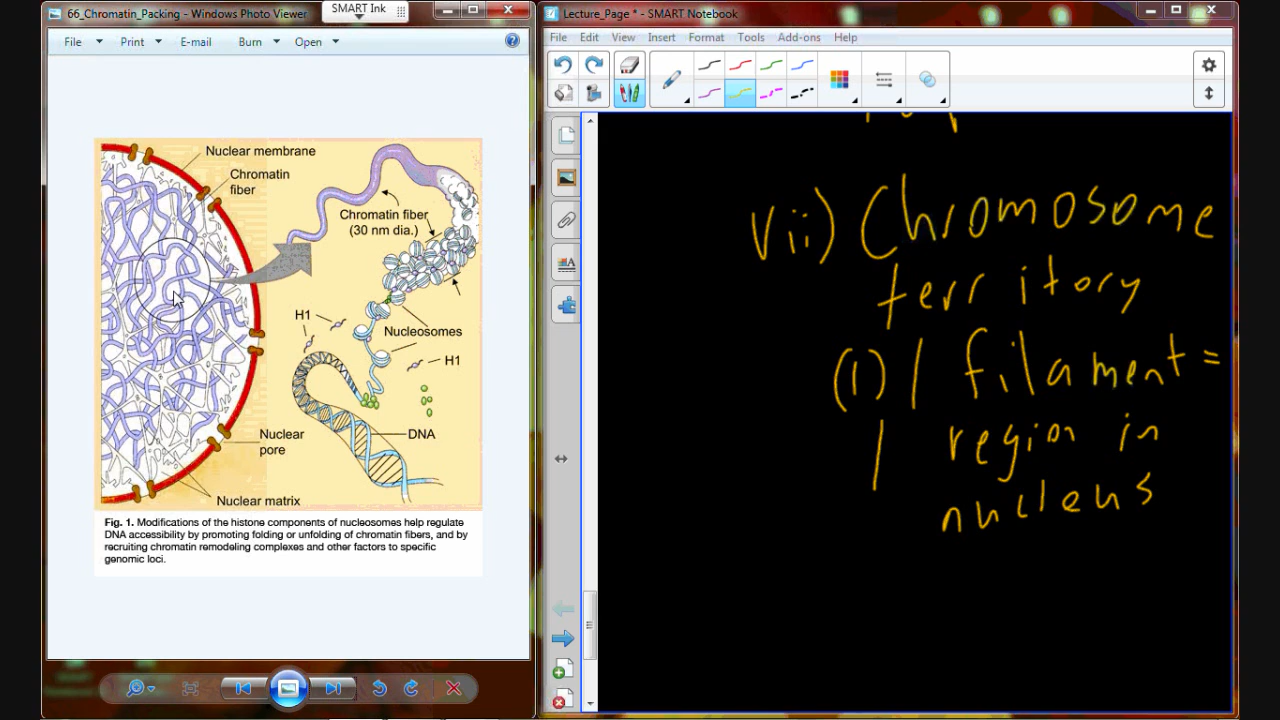 66_Chromatin_Packing - Windows Photo Viewer
SMART Ink
File Print E-mail Burn Open
Nuclear membrane
Chromatin
fiber
Chromatin fiber
(30 nm dia.)
H1
Nucleosomes
H1
DNA
Nuclear
pore
Nuclear matrix
Fig. 1. Modifications of the histone components of nucleosomes help regulate
DNA accessibility by promoting folding or unfolding of chromatin fibers, and by
recruiting chromatin remodeling complexes and other factors to specific
genomic loci.
Lecture_Page * - SMART Notebook
File Edit View Insert Format Tools Add-ons Help
vii) Chromosome
territory
(1) 1 filament =
1 region in
nucleus